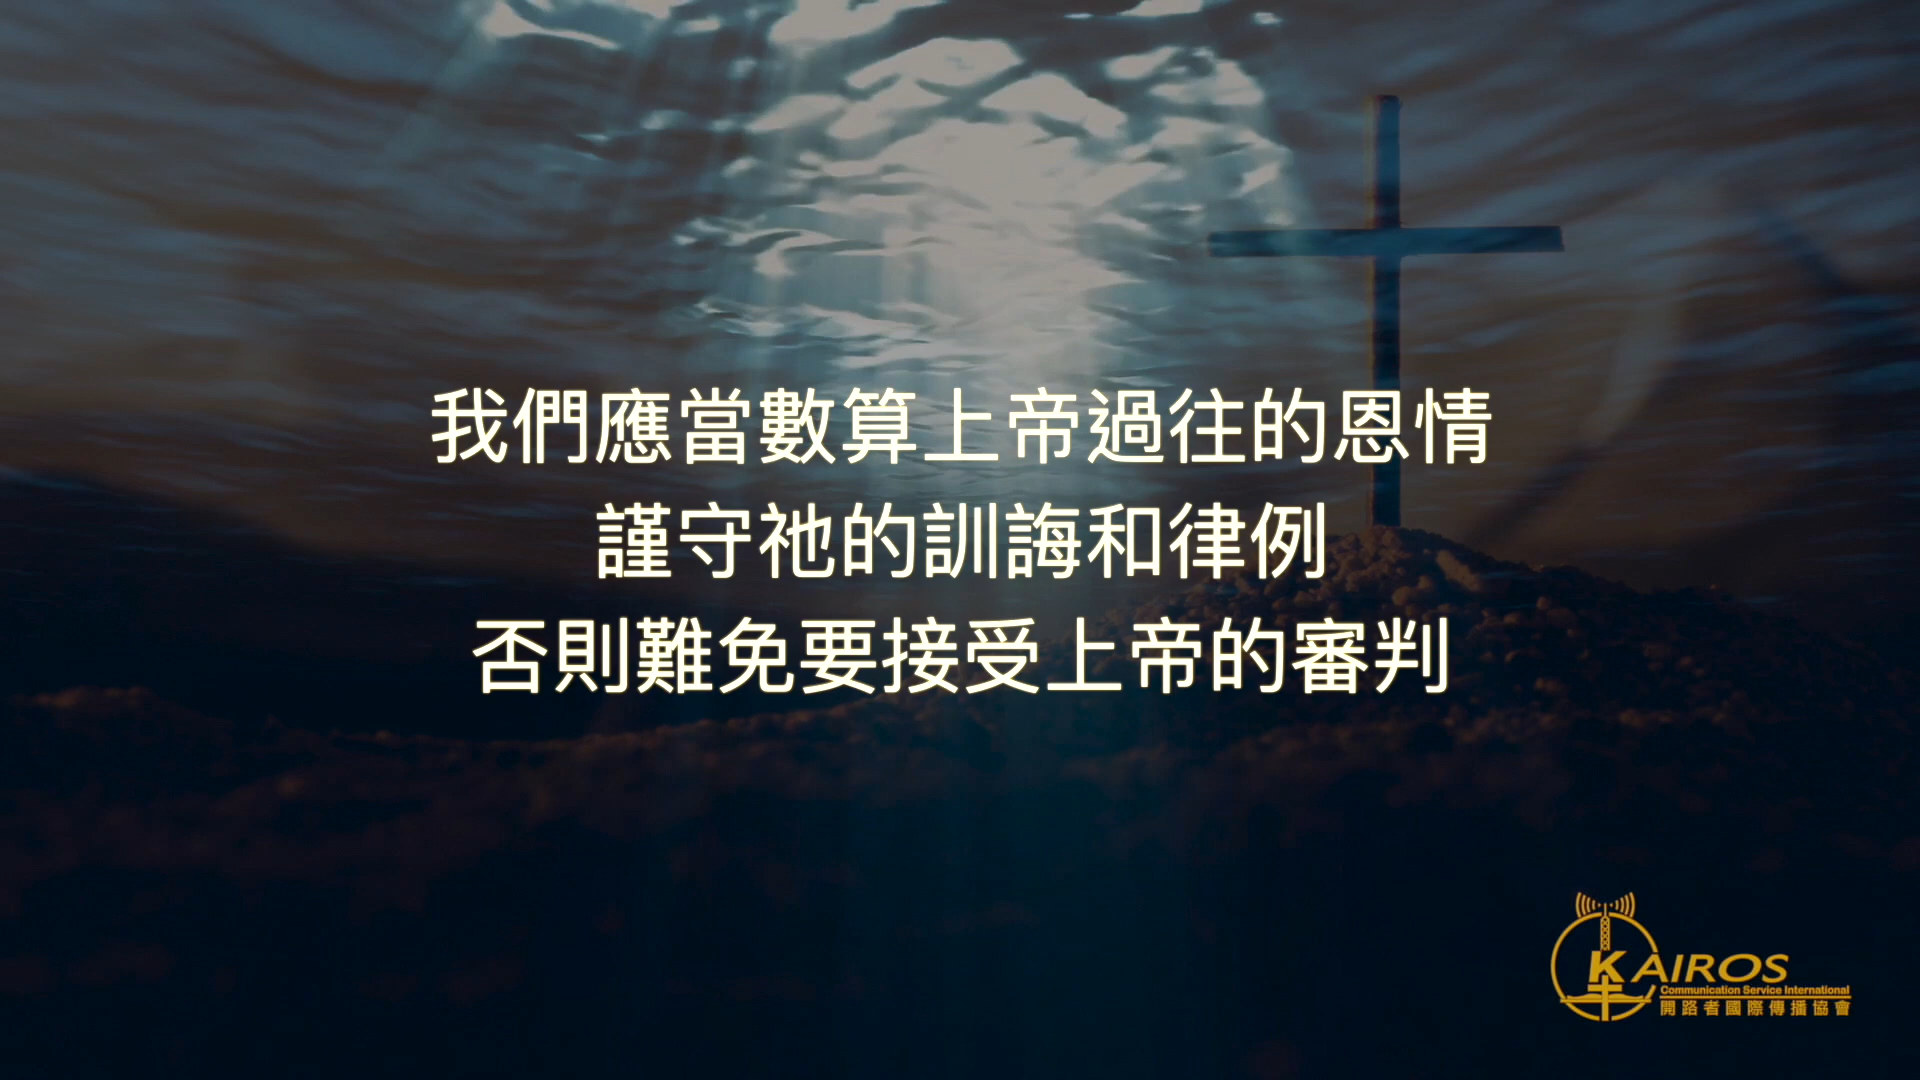 我們應當數算上帝過往的恩情
謹守祂的訓誨和律例
否則難免要接受上帝的審判
KAIROS
Communication Service International
開路者國際傳播協會